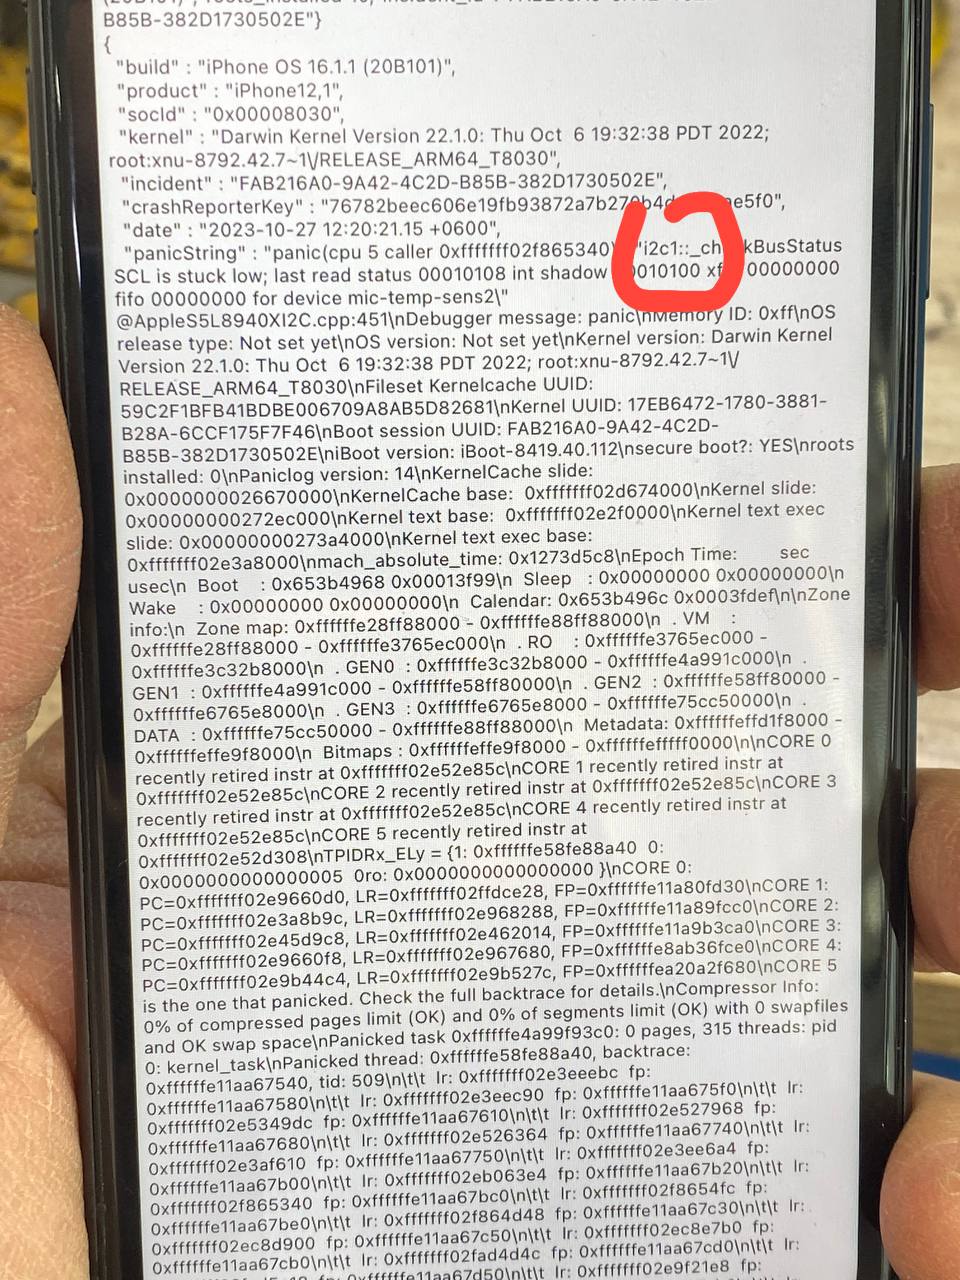 B85B-382D1730502E"}
{
"build" : "iPhone OS 16.1.1 (20B101)",
"product" : "iPhone12,1",
"socId" : "0x00008030",
"kernel" : "Darwin Kernel Version 22.1.0: Thu Oct  6 19:32:38 PDT 2022;
root:xnu-8792.42.7~1\/RELEASE_ARM64_T8030",
"incident" : "FAB216A0-9A42-4C2D-B85B-382D1730502E",
"crashReporterKey" :
"date" : "2023-10-27 12:20:21.15 +0600",
"panicString" : "panic(cpu 5 caller 0xfffffff02f865340) "i2c1::_ch kBusStatus
SCL is stuck low; last read status 00010108 int shadow 00000000
fifo 00000000 for device mic-temp-sens2\"
@AppleS5L8940XI2C.cpp:451\nDebugger message: panic\nMemory ID: 0xff\nOS
release type: Not set yet\nOS version: Not set yet\nKernel version: Darwin Kernel
Version 22.1.0: Thu Oct  6 19:32:38 PDT 2022; root:xnu-8792.42.7~1\/
RELEASE_ARM64_T8030\nFileset Kernelcache UUID:
59C2F1BFB41BDBE006709A8AB5D82681\nKernel UUID: 17EB6472-1780-3881-
B28A-6CCF175F7F46\nBoot session UUID: FAB216A0-9A42-4C2D-
B85B-382D1730502E\niBoot version: iBoot-8419.40.112\nsecure boot?: YES\nroots
installed: 0\nPaniclog version: 14\nKernelCache slide:
0x0000000026670000\nKernelCache base:  0xfffffff02d674000\nKernel slide:
0x00000000272ec000\nKernel text base:  0xfffffff02e2f0000\nKernel text exec
slide: 0x00000000273a4000\nKernel text exec base:
0xfffffff02e3a8000\nmach_absolute_time: 0x1273d5c8\nEpoch Time:        sec
usec\n  Boot    : 0x653b4968 0x00013f99\n  Sleep   : 0x00000000 0x00000000\n
Wake    : 0x00000000 0x00000000\n  Calendar: 0x653b496c 0x0003fdef\n\nZone
info:\n  Zone map: 0xffffffe28ff88000 - 0xffffffe88ff88000\n  . VM   :
0xffffffe28ff88000 - 0xffffffe3765ec000\n  . RO    : 0xffffffe3765ec000 -
0xffffffe3c32b8000\n  . GEN0  : 0xffffffe3c32b8000 - 0xffffffe4a991c000\n  .
GEN1  : 0xffffffe4a991c000 - 0xffffffe58ff80000\n  . GEN2  : 0xffffffe58ff80000 -
0xffffffe6765e8000\n  . GEN3  : 0xffffffe6765e8000 - 0xffffffe75cc50000\n  .
DATA  : 0xffffffe75cc50000 - 0xffffffe88ff88000\n  Metadata: 0xffffffeffd1f8000 -
0xffffffeffe9f8000\n  Bitmaps : 0xffffffeffe9f8000 - 0xffffffefffff0000\n\nCORE 0
recently retired instr at 0xfffffff02e52e85c\nCORE 1 recently retired instr at
0xfffffff02e52e85c\nCORE 2 recently retired instr at 0xfffffff02e52e85c\nCORE 3
recently retired instr at 0xfffffff02e52e85c\nCORE 4 recently retired instr at
0xfffffff02e52e85c\nCORE 5 recently retired instr at
0xfffffff02e52d308\nTPIDRx_ELy = {1: 0xffffffe58fe88a40  0:
0x0000000000000005  0ro: 0x0000000000000000 }\nCORE 0:
PC=0xfffffff02e9660d0, LR=0xfffffff02ffdce28, FP=0xffffffe11a80fd30\nCORE 1:
PC=0xfffffff02e3a8b9c, LR=0xfffffff02e968288, FP=0xffffffe11a89fcc0\nCORE 2:
PC=0xfffffff02e45d9c8, LR=0xfffffff02e462014, FP=0xffffffe11a9b3ca0\nCORE 3:
PC=0xfffffff02e9660f8, LR=0xfffffff02e967680, FP=0xffffffe8ab36fce0\nCORE 4:
PC=0xfffffff02e9b44c4, LR=0xfffffff02e9b527c, FP=0xffffffea20a2f680\nCORE 5
is the one that panicked. Check the full backtrace for details.\nCompressor Info:
0% of compressed pages limit (OK) and 0% of segments limit (OK) with 0 swapfiles
and OK swap space\nPanicked task 0xffffffe4a99f93c0: 0 pages, 315 threads: pid
0: kernel_task\nPanicked thread: 0xffffffe58fe88a40, backtrace:
0xffffffe11aa67540, tid: 509\n\t\t  lr: 0xfffffff02e3eeebc  fp:
0xffffffe11aa67580\n\t\t  lr: 0xfffffff02e3eec90  fp: 0xffffffe11aa675f0\n\t\t  lr:
0xfffffff02e5349dc  fp: 0xffffffe11aa67610\n\t\t  lr: 0xfffffff02e527968  fp:
0xffffffe11aa67680\n\t\t  lr: 0xfffffff02e526364  fp: 0xffffffe11aa67740\n\t\t  lr:
0xfffffff02e3af610  fp: 0xffffffe11aa67750\n\t\t  lr: 0xfffffff02e3ee6a4  fp:
0xffffffe11aa67b00\n\t\t  lr: 0xfffffff02eb063e4  fp: 0xffffffe11aa67b20\n\t\t  lr:
0xfffffff02f865340  fp: 0xffffffe11aa67bc0\n\t\t  lr: 0xfffffff02f8654fc  fp:
0xffffffe11aa67be0\n\t\t  lr: 0xfffffff02f864d48  fp: 0xffffffe11aa67c30\n\t\t  lr:
0xfffffff02ec8d900  fp: 0xffffffe11aa67c50\n\t\t  lr: 0xfffffff02ec8e7b0  fp:
0xffffffe11aa67cb0\n\t\t  lr: 0xfffffff02fad4d4c  fp: 0xffffffe11aa67cd0\n\t\t  lr:
fp: 0xffffffe11aa67d50\n\t\t  lr: 0xfffffff02e9f21e8  fp: